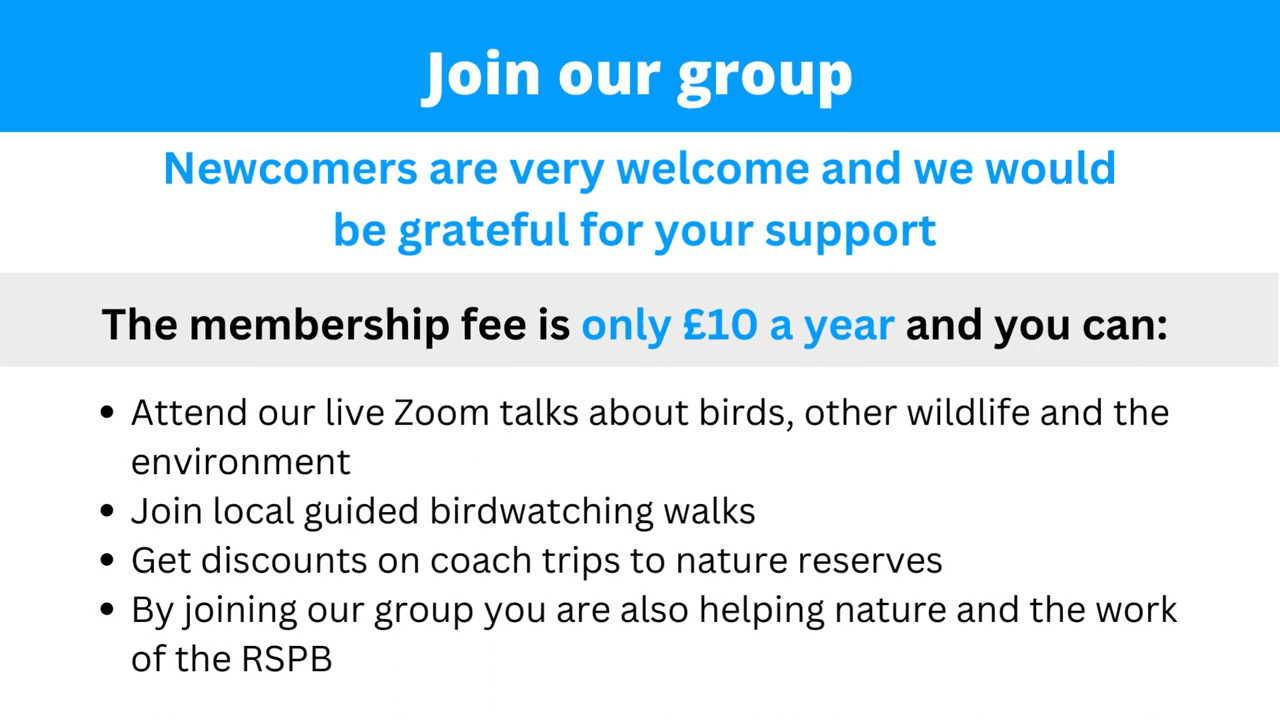 Join our group
Newcomers are very welcome and we would
be grateful for your support
The membership fee is only £10 a year and you can:
• Attend our live Zoom talks about birds, other wildlife and the
environment
• Join local guided birdwatching walks
• Get discounts on coach trips to nature reserves
• By joining our group you are also helping nature and the work
of the RSPB